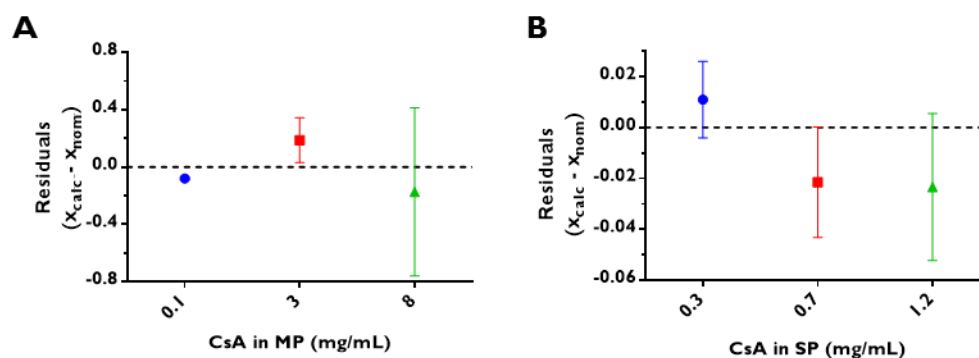 A
Residuals
(xcalc - xnom)
0.8
0.4
0.0
-0.4
-0.8
0.1
3
8
CsA in MP (mg/mL)
B
Residuals
(xcalc - xnom)
0.02
0.00
-0.02
-0.04
-0.06
0.3
0.7
1.2
CsA in SP (mg/mL)